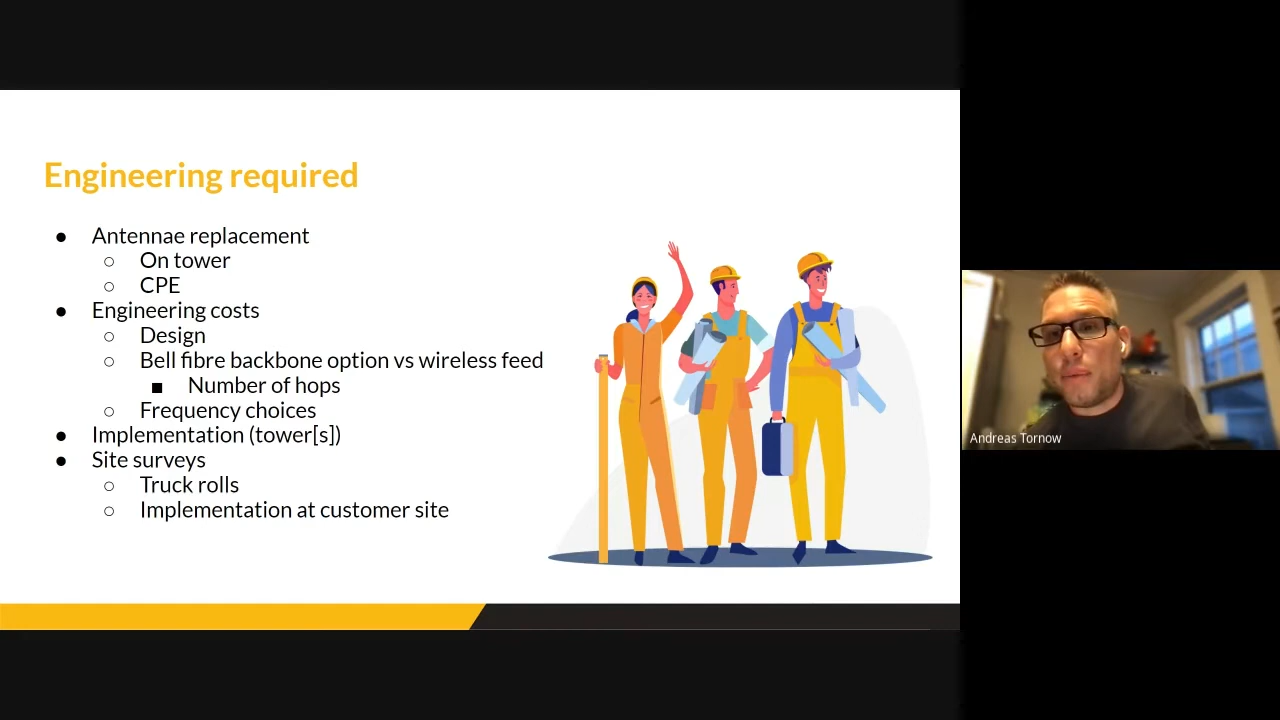 Engineering required
● Antennae replacement
○ On tower
○ CPE
● Engineering costs
○ Design
○ Bell fibre backbone option vs wireless feed
■ Number of hops
○ Frequency choices
● Implementation (tower[s])
● Site surveys
○ Truck rolls
○ Implementation at customer site
Andreas Tornow